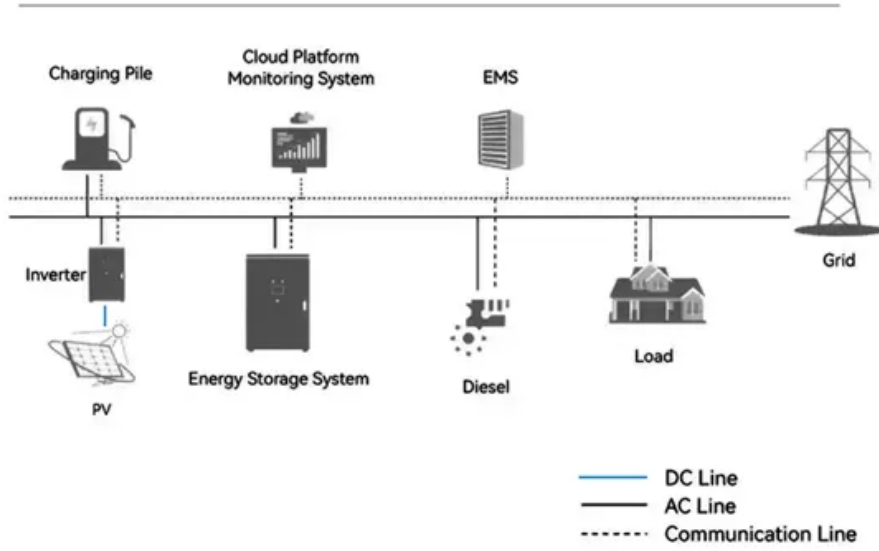 Charging Pile
Cloud Platform
Monitoring System
EMS
Grid
Inverter
Energy Storage System
PV
Diesel
Load
DC Line
AC Line
Communication Line